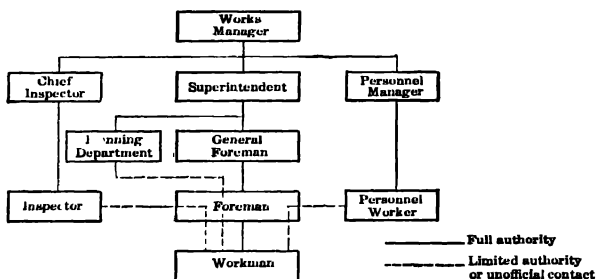 Works
Manager
Chief
Inspector
Superintendent
Personnel
Manager
Planning
Department
General
Foreman
Inspector
Foreman
Personnel
Worker
Workman
Full authority
Limited authority
or unofficial contact